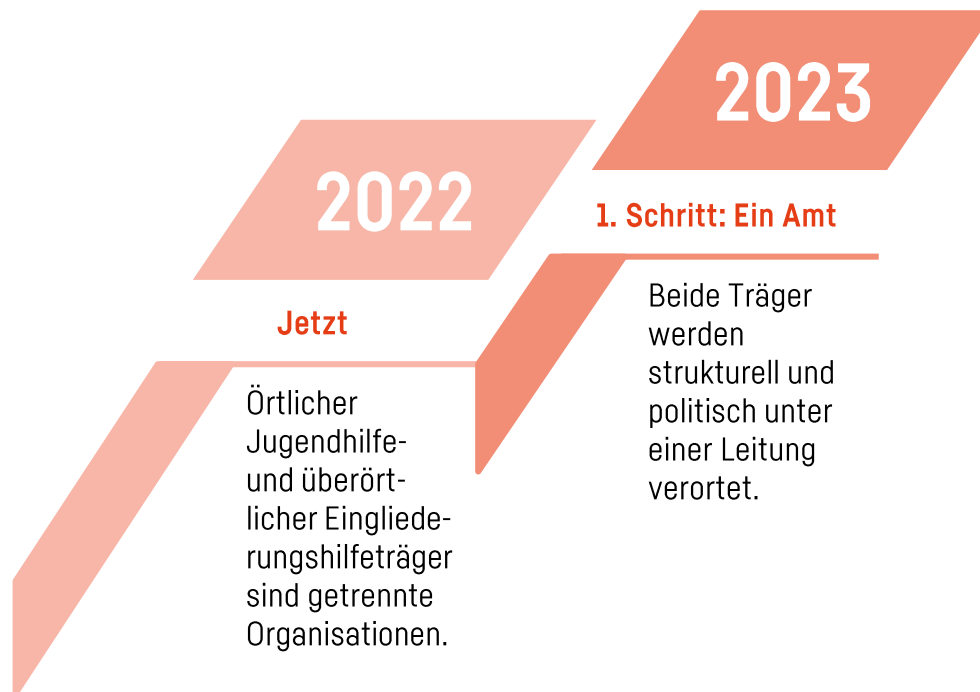 2022
Jetzt
Örtlicher
Jugendhilfe-
und überört-
licher Eingliede-
rungshilfeträger
sind getrennte
Organisationen.
2023
1. Schritt: Ein Amt
Beide Träger
werden
strukturell und
politisch unter
einer Leitung
verortet.